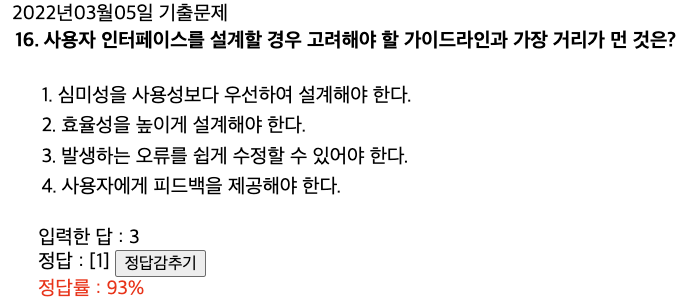 2022년03월05일 기출문제
16. 사용자 인터페이스를 설계할 경우 고려해야 할 가이드라인과 가장 거리가 먼 것은?
1. 심미성을 사용성보다 우선하여 설계해야 한다.
2. 효율성을 높이게 설계해야 한다.
3. 발생하는 오류를 쉽게 수정할 수 있어야 한다.
4. 사용자에게 피드백을 제공해야 한다.
입력한 답 : 3
정답 : [1] 정답감추기
정답률 : 93%